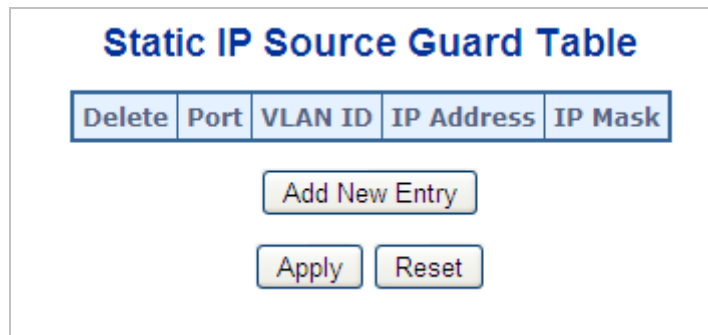 Static IP Source Guard Table
Delete Port VLAN ID IP Address IP Mask
Add New Entry
Apply Reset